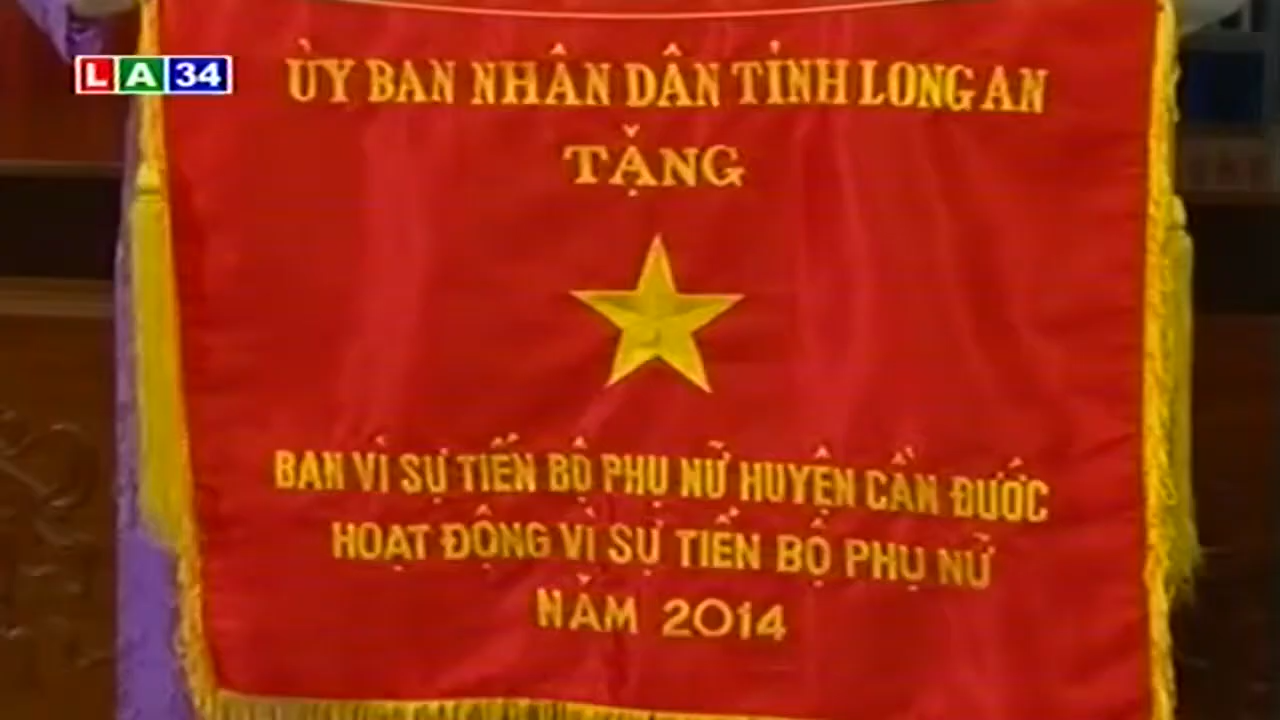 LA34
ỦY BAN NHÂN DÂN TỈNH LONG AN
TẶNG
BAN VÌ SỰ TIẾN BỘ PHỤ NỮ HUYỆN CẦN ĐƯỚC
HOẠT ĐỘNG VÌ SỰ TIẾN BỘ PHỤ NỮ
NĂM 2014